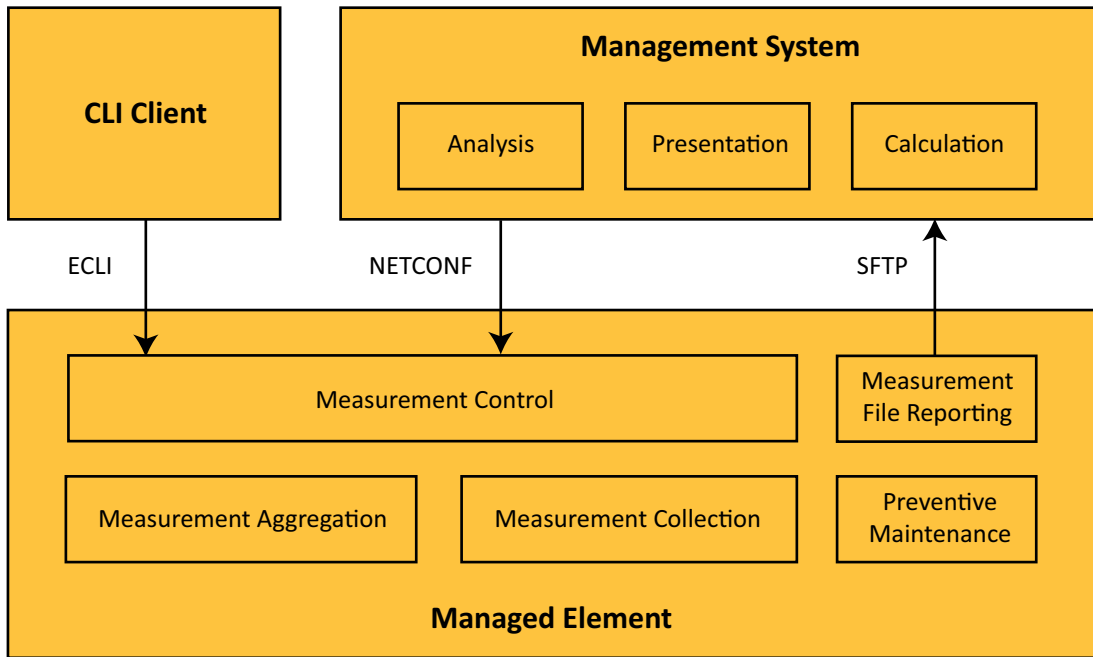 CLI Client
Management System
Analysis
Presentation
Calculation
ECLI
NETCONF
SFTP
Measurement Control
Measurement
File Reporting
Measurement Aggregation
Measurement Collection
Preventive
Maintenance
Managed Element